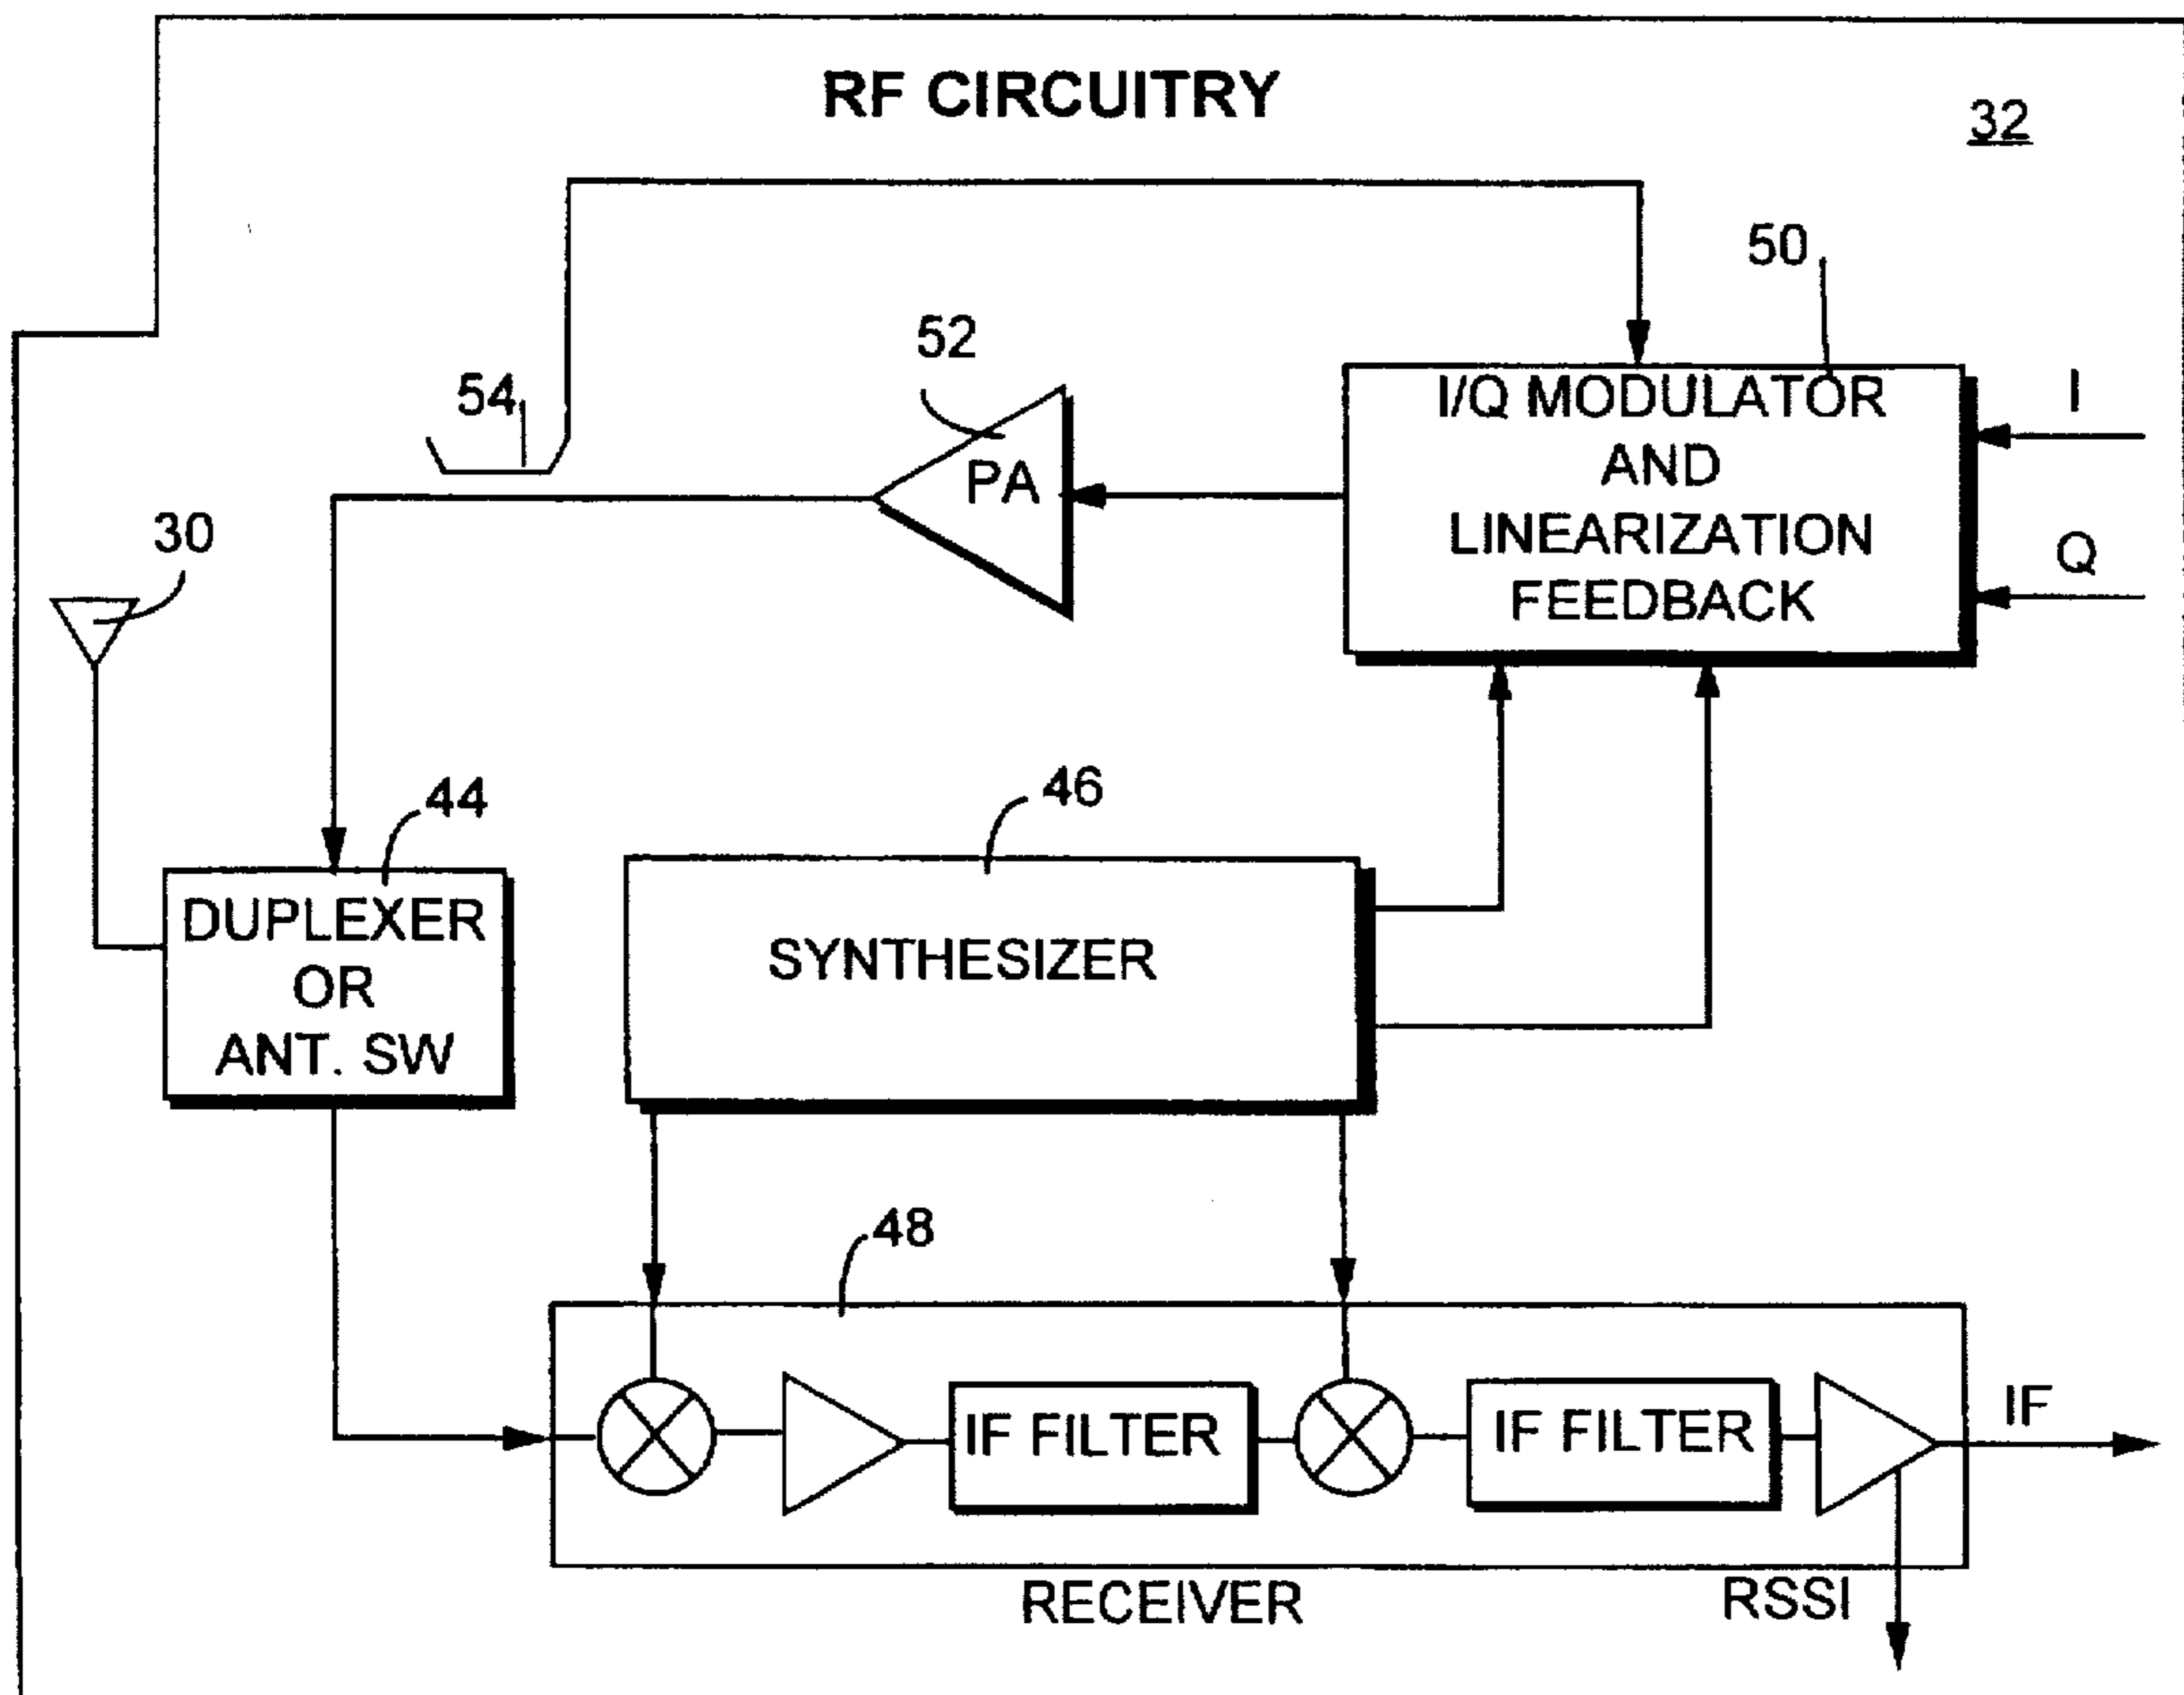 RF CIRCUITRY
32
50
52
54
I/Q MODULATOR
AND
LINEARIZATION
FEEDBACK
I
Q
PA
30
44
46
DUPLEXER
OR
ANT. SW
SYNTHESIZER
48
IF FILTER
IF FILTER
IF
RECEIVER
RSSI